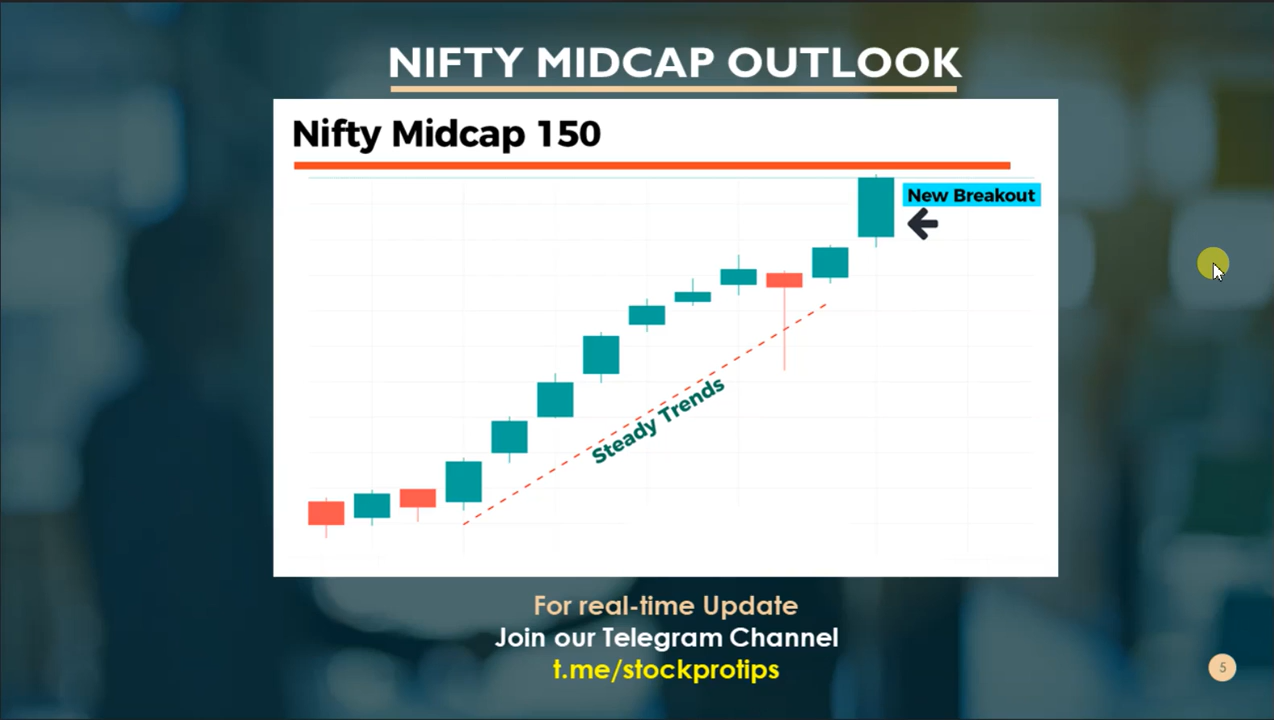 NIFTY MIDCAP OUTLOOK
Nifty Midcap 150
New Breakout
Steady Trends
For real-time Update
Join our Telegram Channel
t.me/stockprotips
5